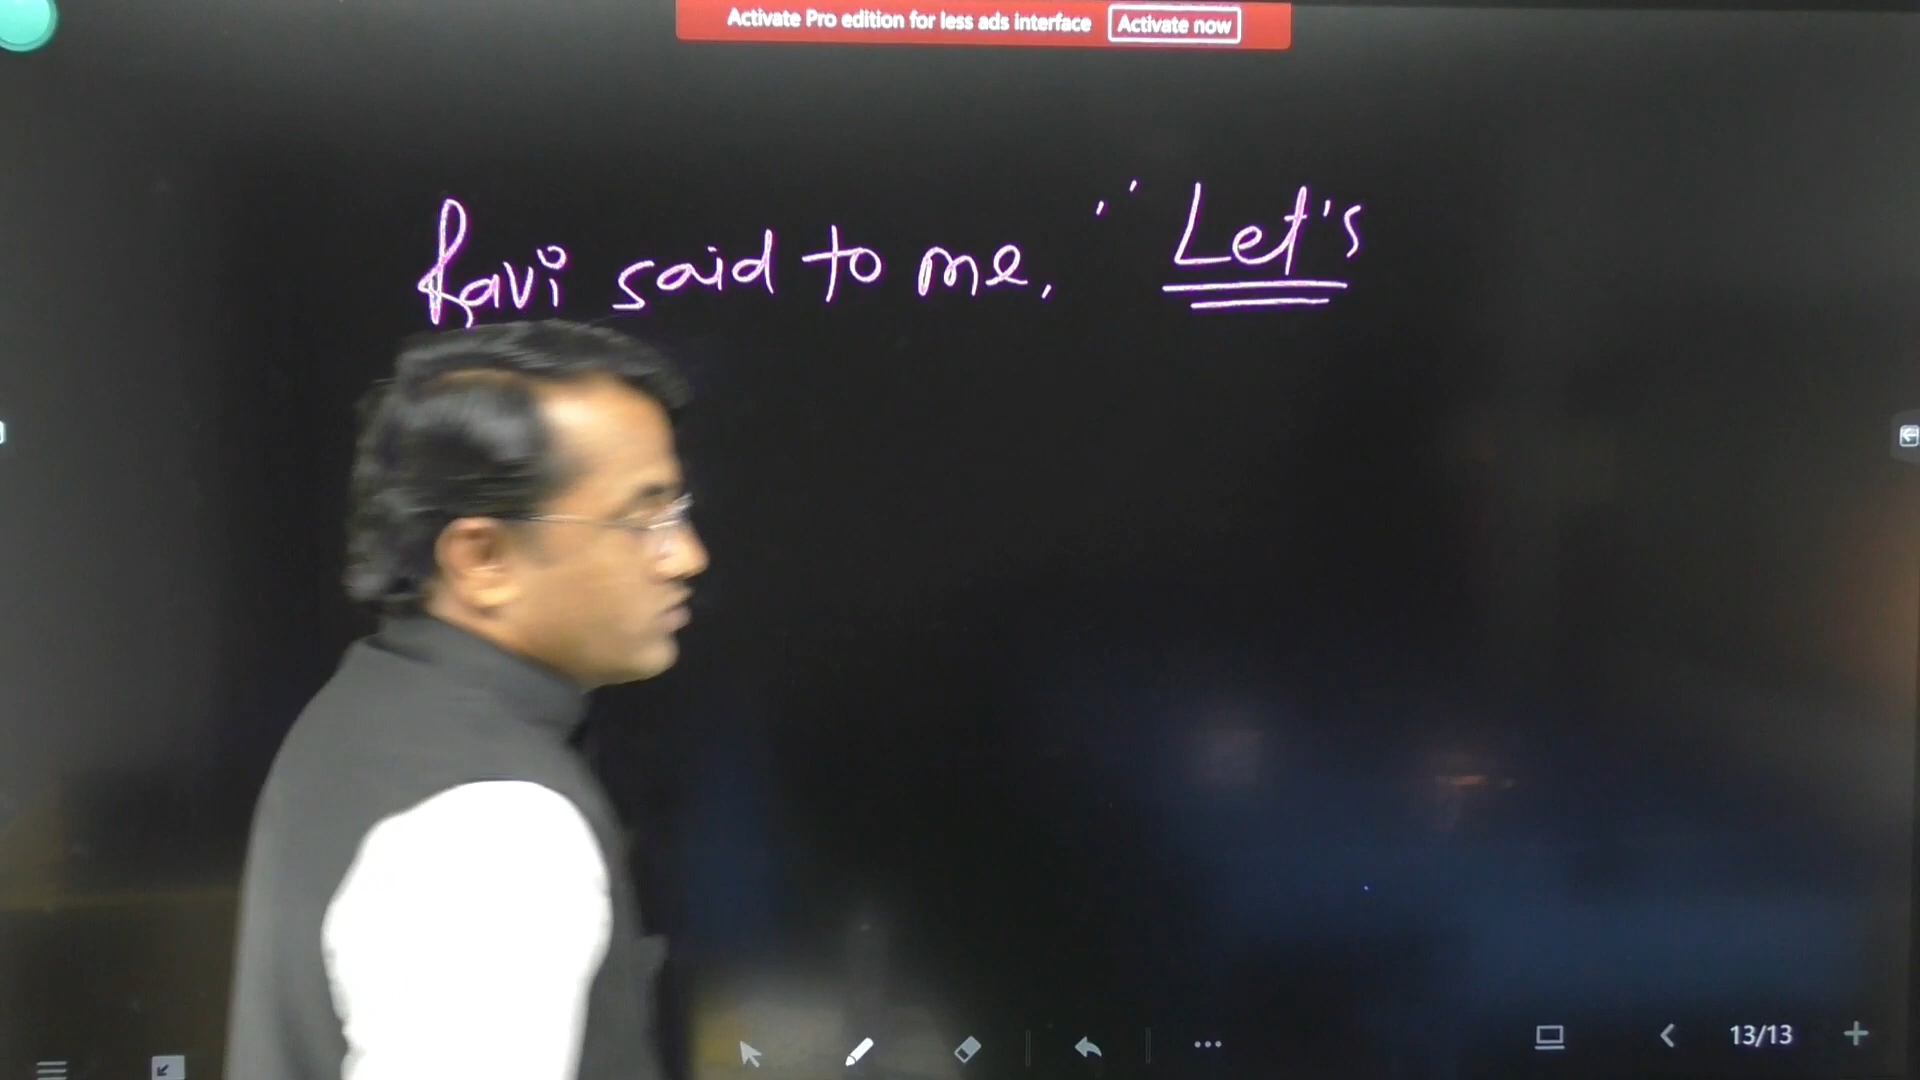 Activate Pro edition for less ads interface Activate now
Ravi said to me, " Let's
13/13